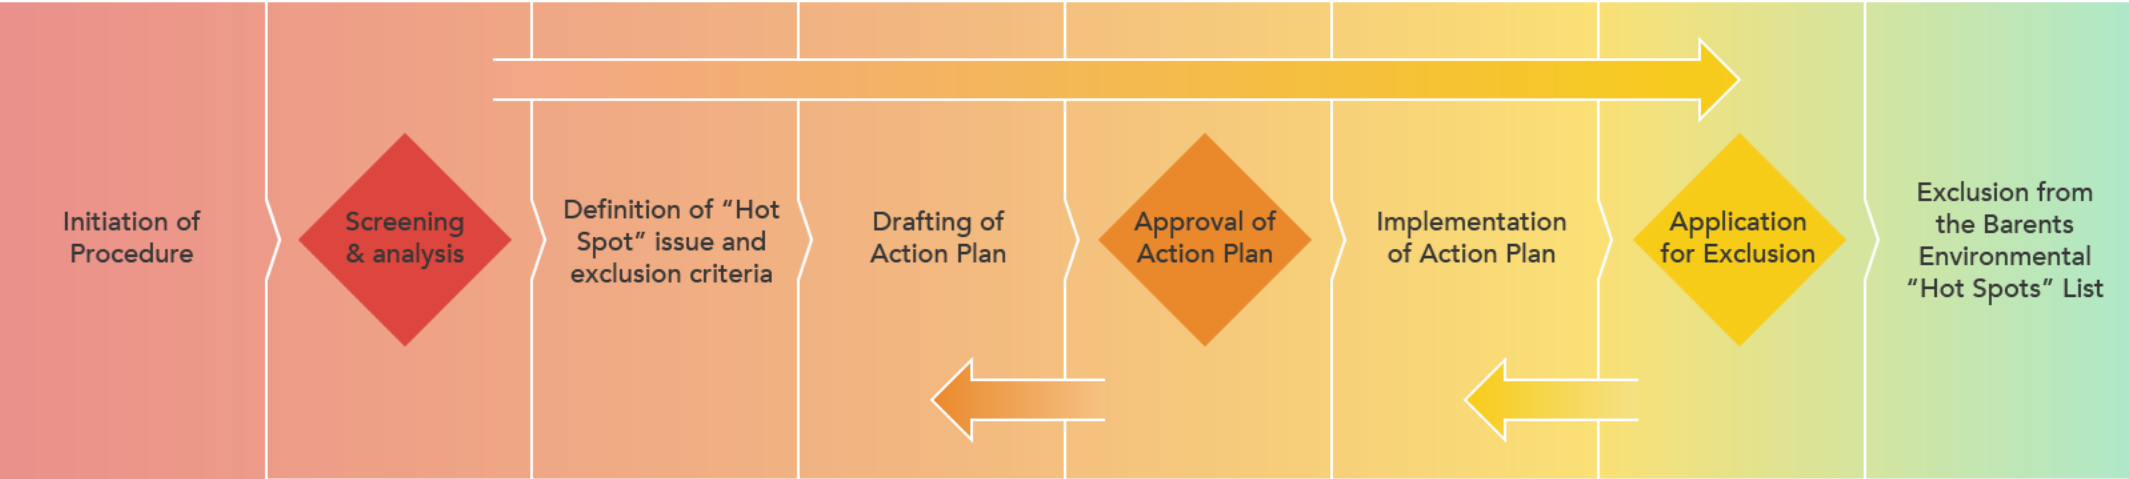 Initiation of
Procedure
Screening
& analysis
Definition of “Hot
Spot” issue and
exclusion criteria
Drafting of
Action Plan
Approval of
Action Plan
Implementation
of Action Plan
Application
for Exclusion
Exclusion from
the Barents
Environmental
“Hot Spots” List